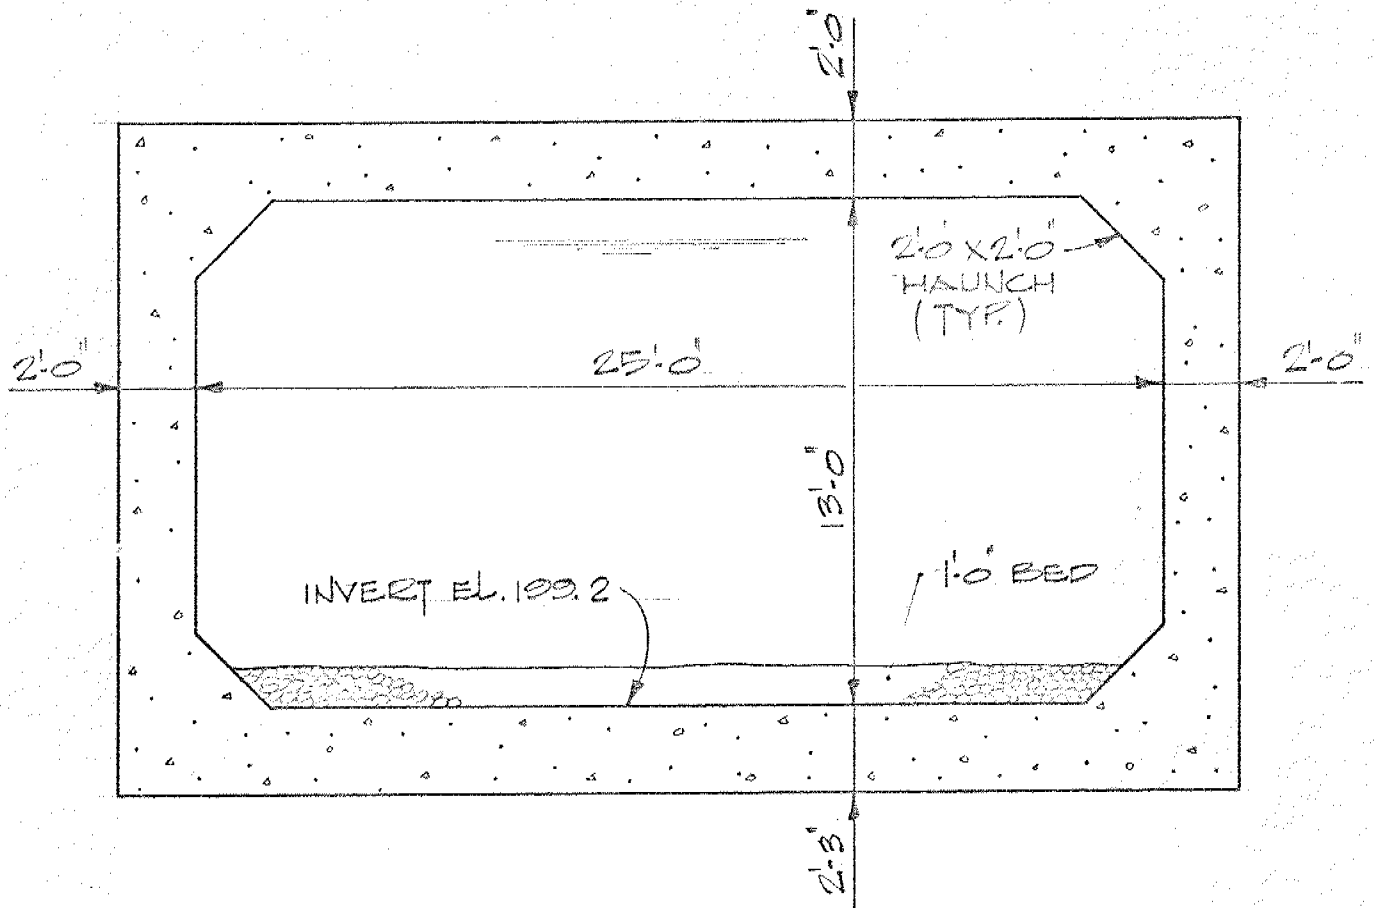 2'-0"
2'-0" X 2'-0"
HAUNCH
(TYP.)
2'-0"
25'-0"
2'-0"
13'-0"
INVERT EL. 199.2
1'-0" BED
2'-3"